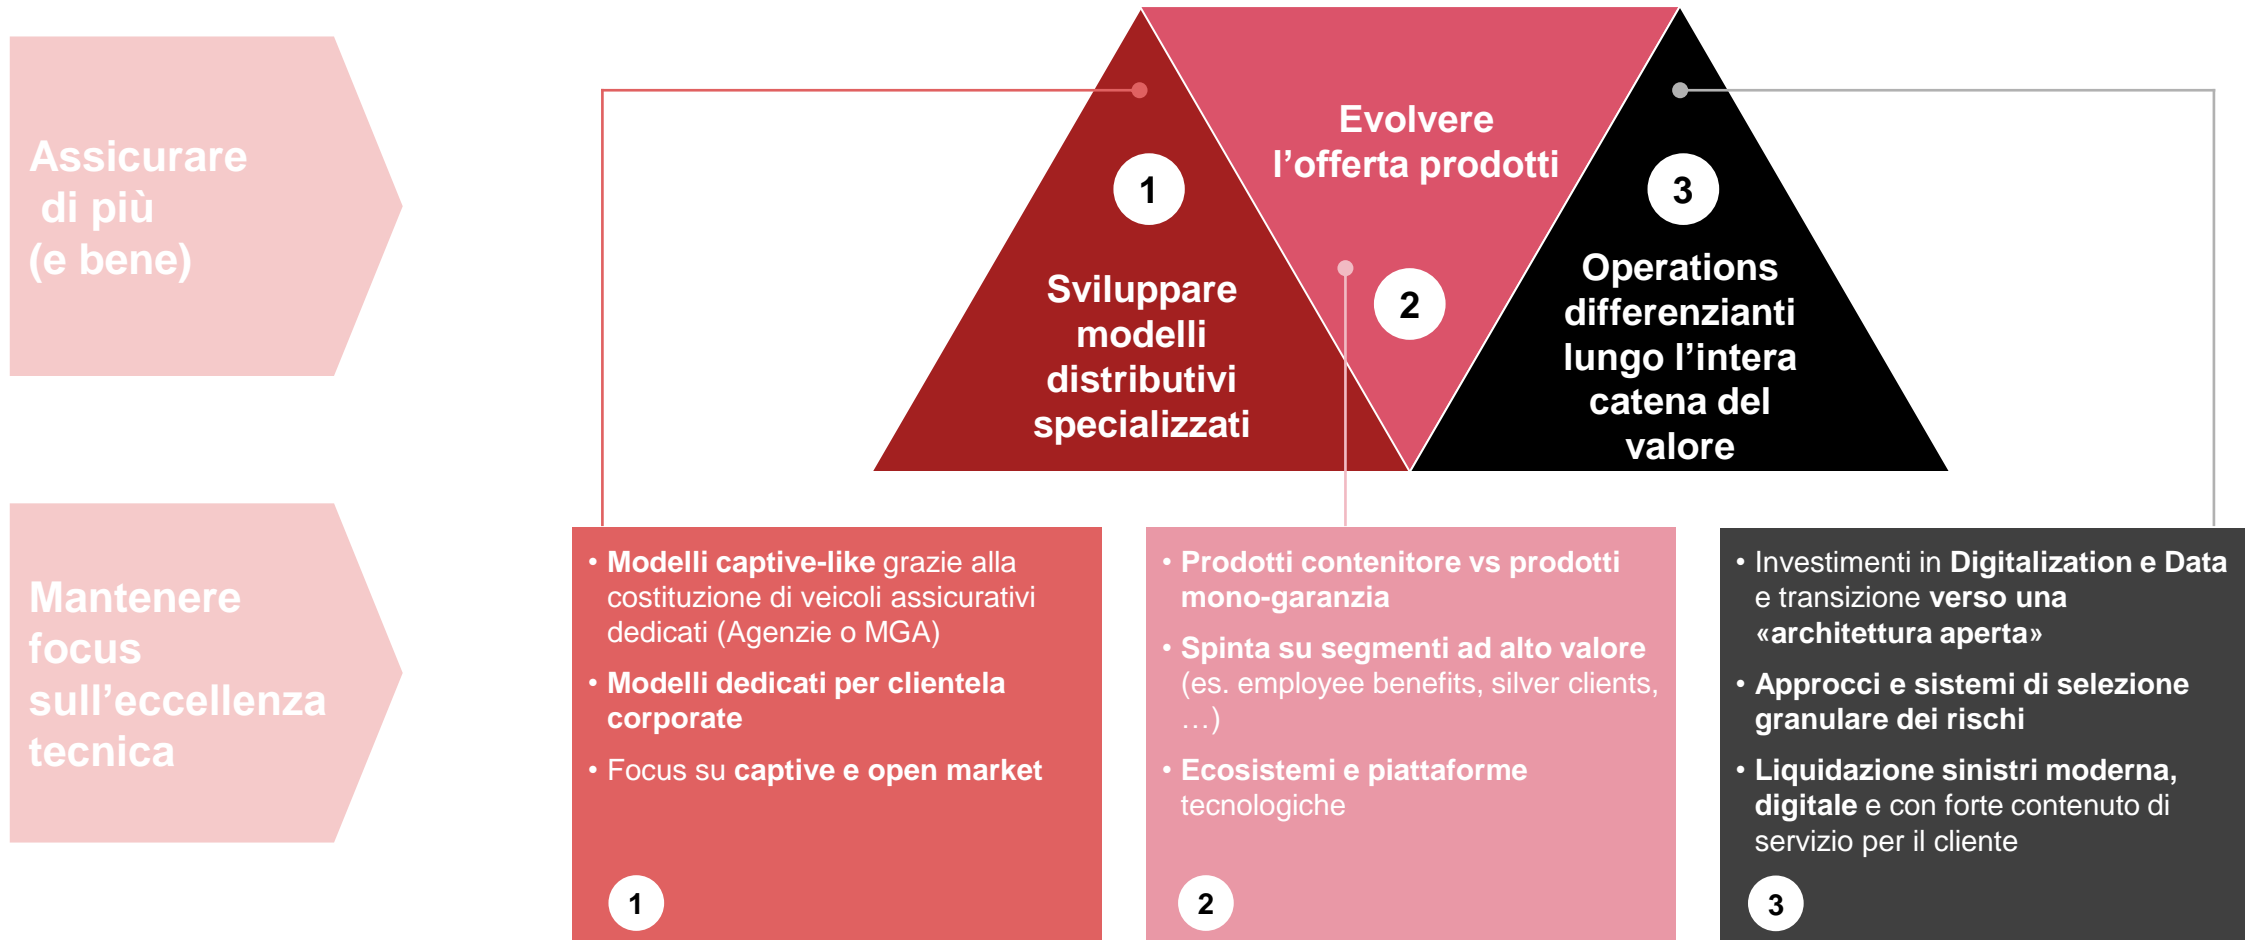 Assicurare
di più
(e bene)
Mantenere
focus
sull’eccellenza
tecnica
1
Sviluppare
modelli
distributivi
specializzati
Evolvere
l’offerta prodotti
2
3
Operations
differenzianti
lungo l’intera
catena del
valore
• Modelli captive-like grazie alla
costituzione di veicoli assicurativi
dedicati (Agenzie o MGA)
• Modelli dedicati per clientela
corporate
• Focus su captive e open market
1
• Prodotti contenitore vs prodotti
mono-garanzia
• Spinta su segmenti ad alto valore
(es. employee benefits, silver clients,
…)
• Ecosistemi e piattaforme
tecnologiche
2
• Investimenti in Digitalization e Data
e transizione verso una
«architettura aperta»
• Approcci e sistemi di selezione
granulare dei rischi
• Liquidazione sinistri moderna,
digitale e con forte contenuto di
servizio per il cliente
3